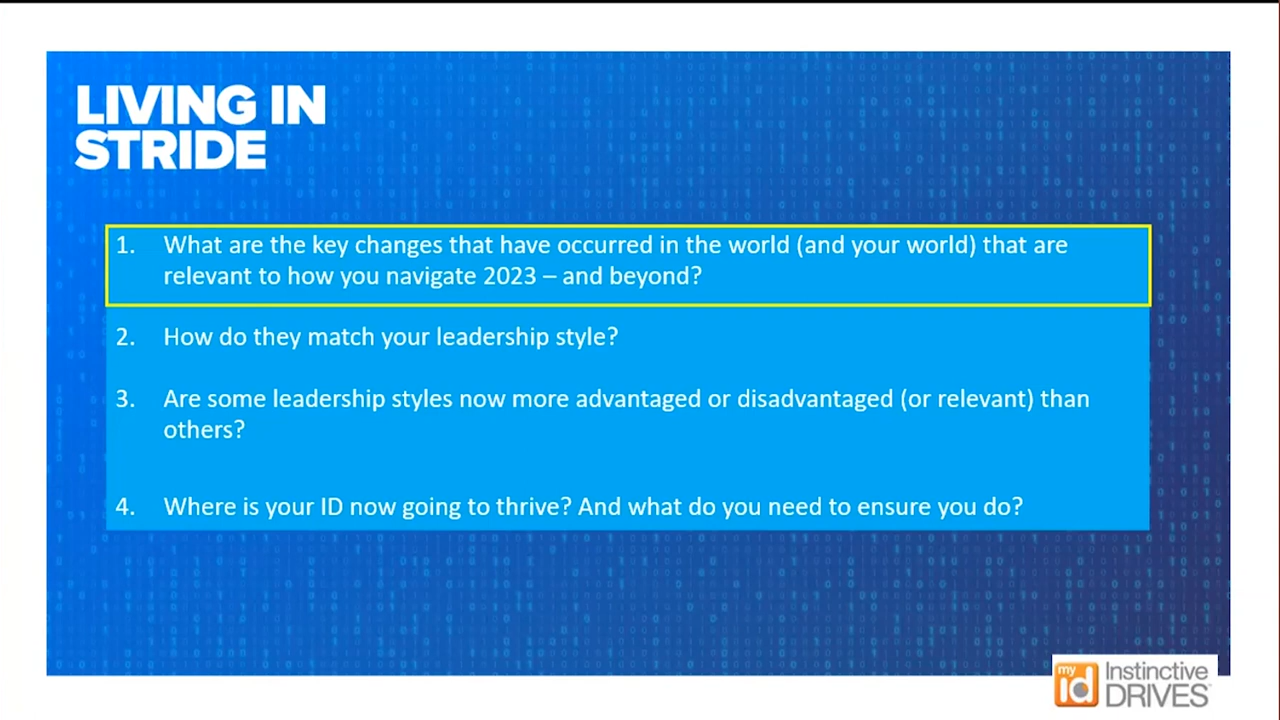 LIVING IN
STRIDE
1. What are the key changes that have occurred in the world (and your world) that are
relevant to how you navigate 2023 – and beyond?
2. How do they match your leadership style?
3. Are some leadership styles now more advantaged or disadvantaged (or relevant) than
others?
4. Where is your ID now going to thrive? And what do you need to ensure you do?
my
id
Instinctive
DRIVES